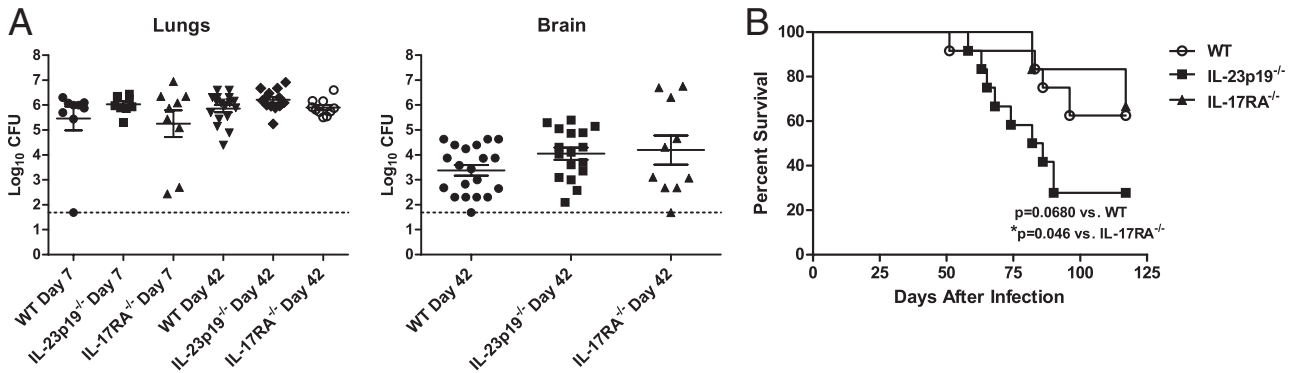 A
Lungs
Log10 CFU
8
7
6
5
4
3
2
1
0
WT Day 7
IL-23p19-/- Day 7
IL-17RA-/- Day 7
WT Day 42
IL-23p19-/- Day 42
IL-17RA-/- Day 42
Brain
Log10 CFU
8
7
6
5
4
3
2
1
0
WT Day 42
IL-23p19-/- Day 42
IL-17RA-/- Day 42
B
Percent Survival
100
80
60
40
20
0
0 25 50 75 100 125
Days After Infection
p=0.0680 vs. WT
*p=0.046 vs. IL-17RA-/-
WT
IL-23p19-/-
IL-17RA-/-